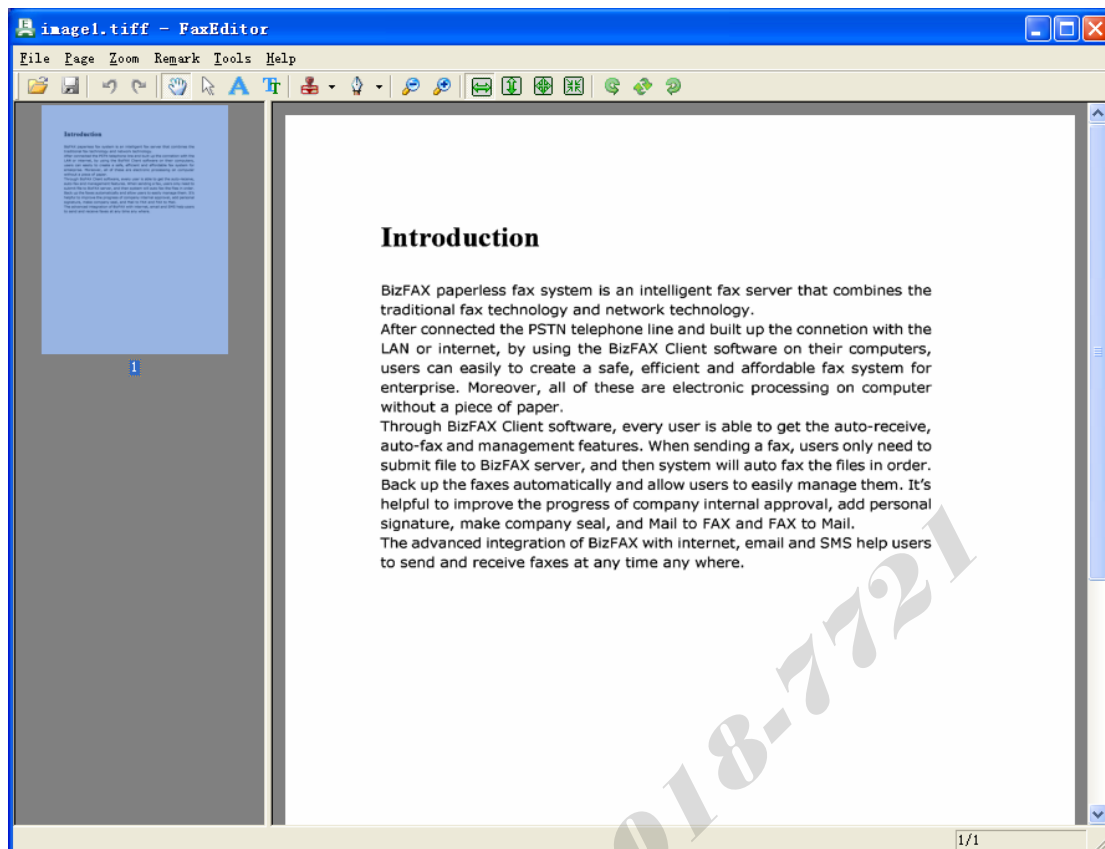 image1.tiff - FaxEditor
File Page Zoom Remark Tools Help
Introduction
BizFAX paperless fax system is an intelligent fax server that combines the
traditional fax technology and network technology.
After connected the PSTN telephone line and built up the connetion with the
LAN or internet, by using the BizFAX Client software on their computers,
users can easily to create a safe, efficient and affordable fax system for
enterprise. Moreover, all of these are electronic processing on computer
without a piece of paper.
Through BizFAX Client software, every user is able to get the auto-receive,
auto-fax and management features. When sending a fax, users only need to
submit file to BizFAX server, and then system will auto fax the files in order.
Back up the faxes automatically and allow users to easily manage them. It's
helpful to improve the progress of company internal approval, add personal
signature, make company seal, and Mail to FAX and FAX to Mail.
The advanced integration of BizFAX with internet, email and SMS help users
to send and receive faxes at any time any where.
1
018-7721
1/1